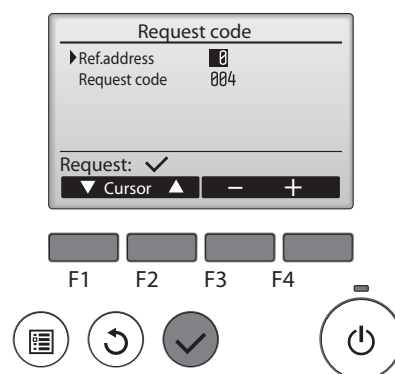 Request code
Ref.address 0
Request code 004
Request:
Cursor − +
F1 F2 F3 F4